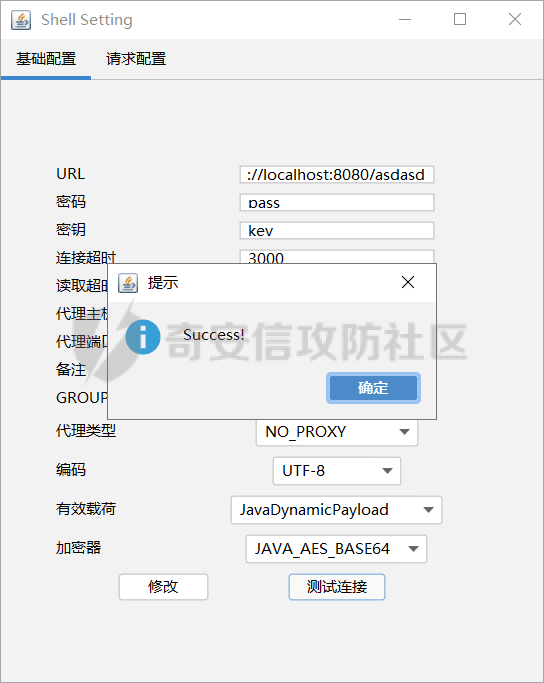 Shell Setting
基础配置 请求配置
URL ://localhost:8080/asdasd
密码 pass
密钥 key
连接超时 3000
读取超时
提示
代理主机
Success!
代理端口
奇安信攻防社区
备注
确定
GROUP
代理类型 NO_PROXY
编码 UTF-8
有效载荷 JavaDynamicPayload
加密器 JAVA_AES_BASE64
修改 测试连接